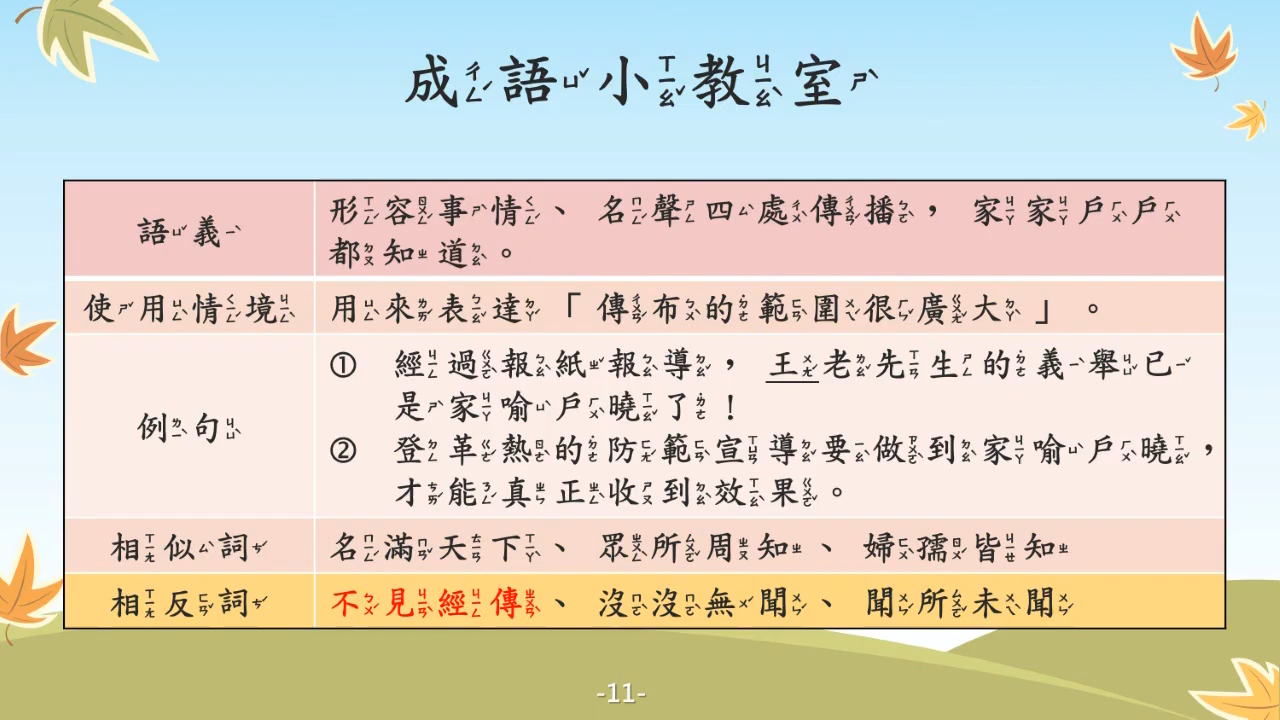 成語小教室
語義
形容事情、名聲四處傳播，家家戶戶
都知道。
使用情境
用來表達「傳布的範圍很廣大」。
例句
① 經過報紙報導，王老先生的義舉已
是家喻戶曉了！
② 登革熱的防範宣導要做到家喻戶曉，
才能真正收到效果。
相似詞
名滿天下、眾所周知、婦孺皆知
相反詞
不見經傳、沒沒無聞、聞所未聞
-11-